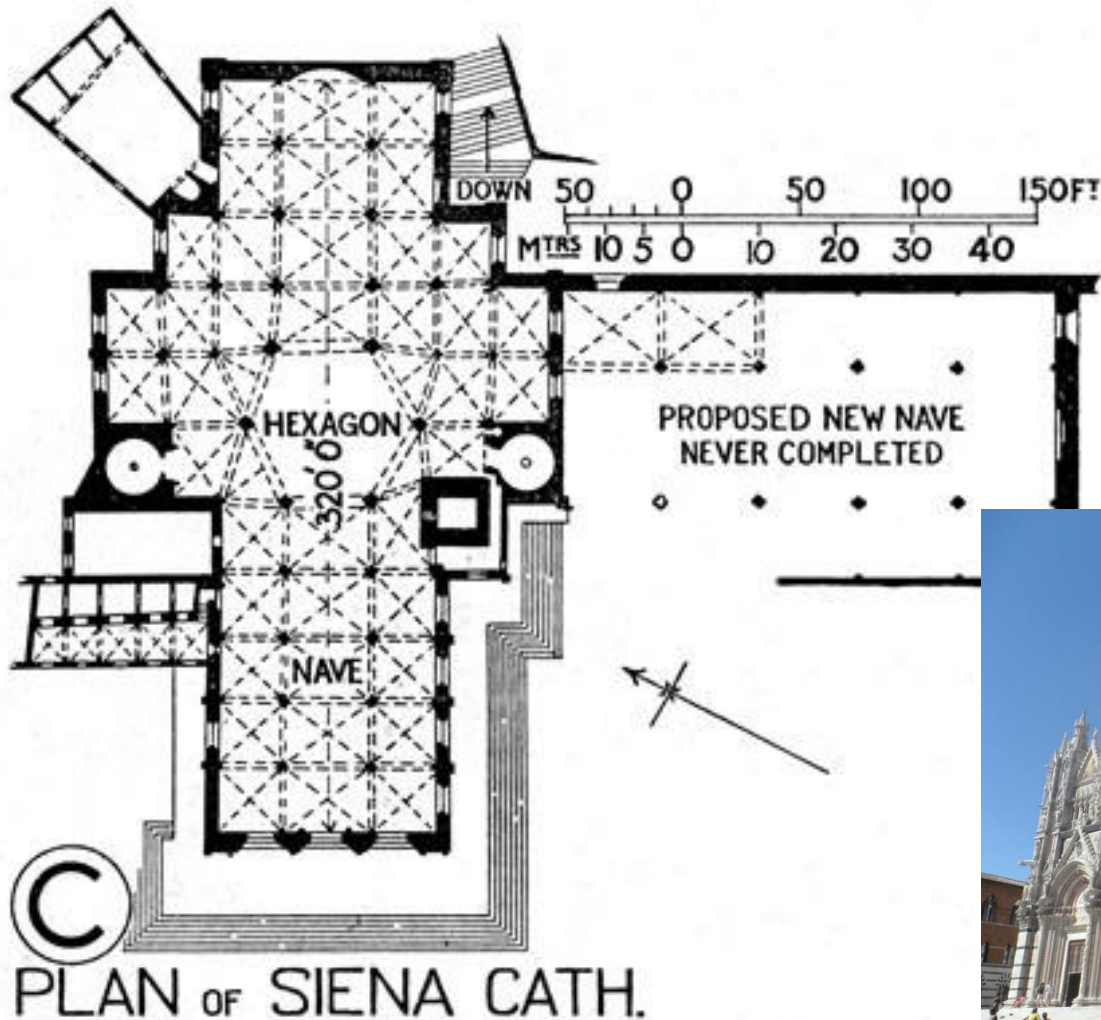 DOWN
50 0 50 100 150FT
MTRS 10 5 0 10 20 30 40
HEXAGON
320' 0"
PROPOSED NEW NAVE
NEVER COMPLETED
NAVE
C
PLAN OF SIENA CATH.